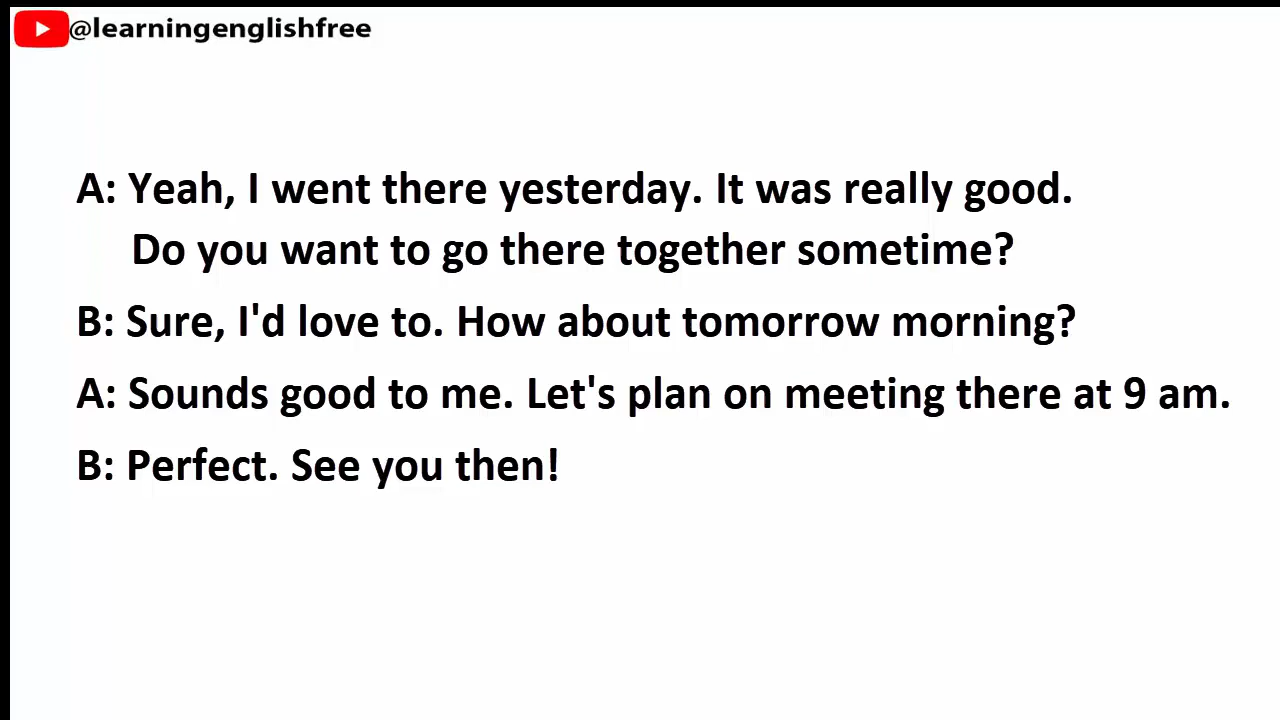 @learningenglishfree
A: Yeah, I went there yesterday. It was really good.
Do you want to go there together sometime?
B: Sure, I'd love to. How about tomorrow morning?
A: Sounds good to me. Let's plan on meeting there at 9 am.
B: Perfect. See you then!